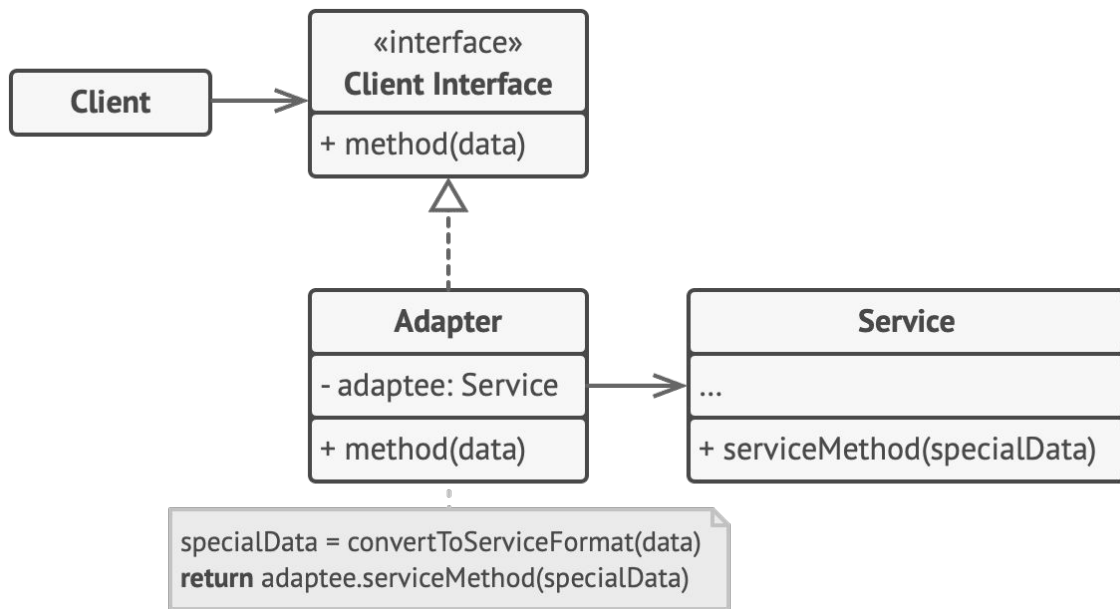 Client
«interface»
Client Interface
+ method(data)
Adapter
- adaptee: Service
+ method(data)
Service
...
+ serviceMethod(specialData)
specialData = convertToServiceFormat(data)
return adaptee.serviceMethod(specialData)